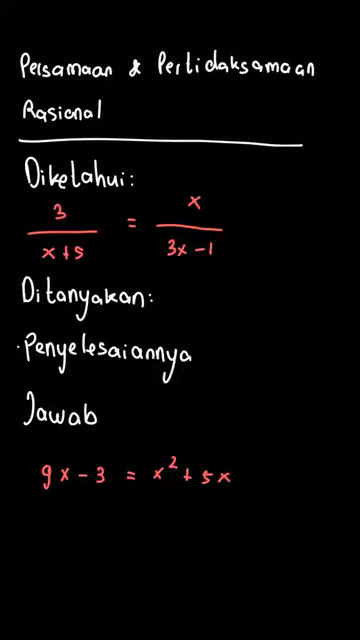 Persamaan & Pertidaksamaan
Rasional
Diketahui:
3/(x+5) = x/(3x-1)
Ditanyakan:
·Penyelesaiannya
Jawab
9x-3 = x²+5x